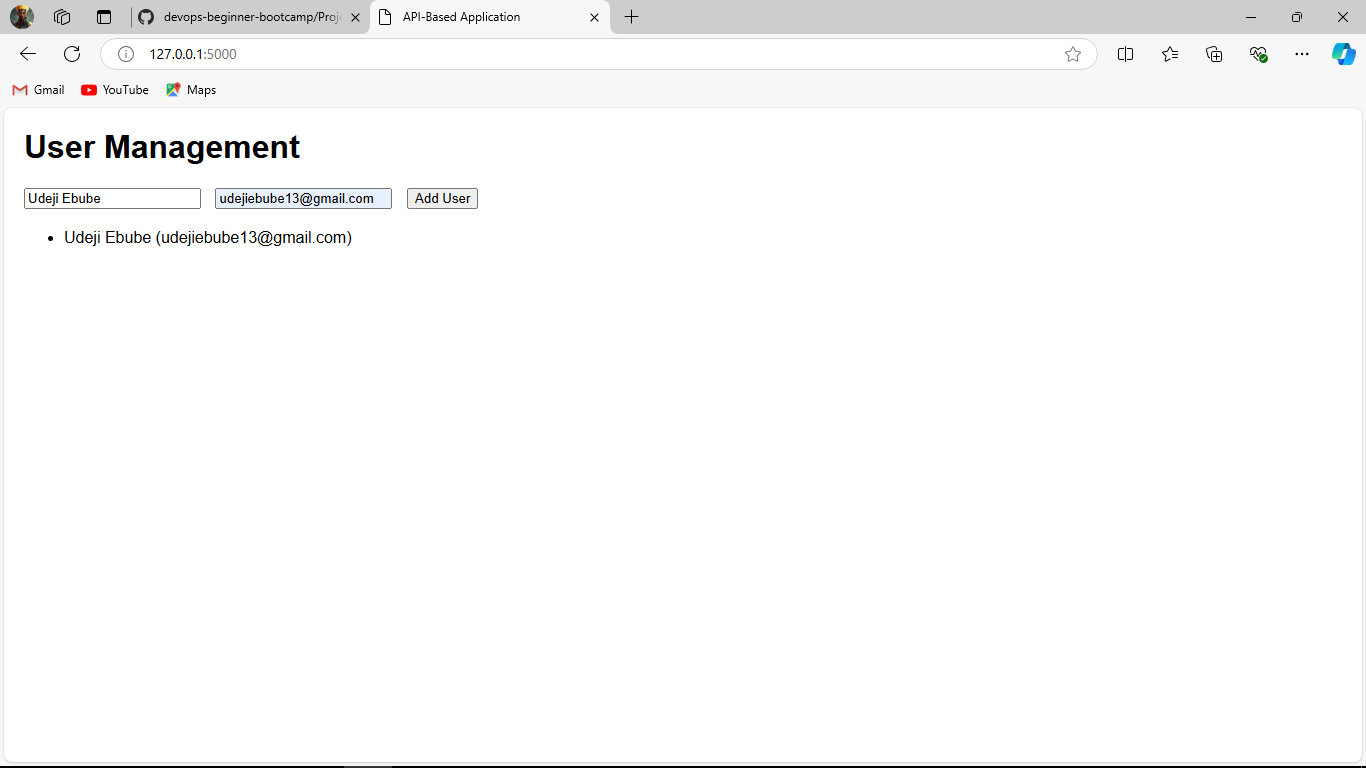 devops-beginner-bootcamp/Proj
API-Based Application
127.0.0.1:5000
Gmail YouTube Maps
User Management
Udeji Ebube udejiebube13@gmail.com Add User
• Udeji Ebube (udejiebube13@gmail.com)